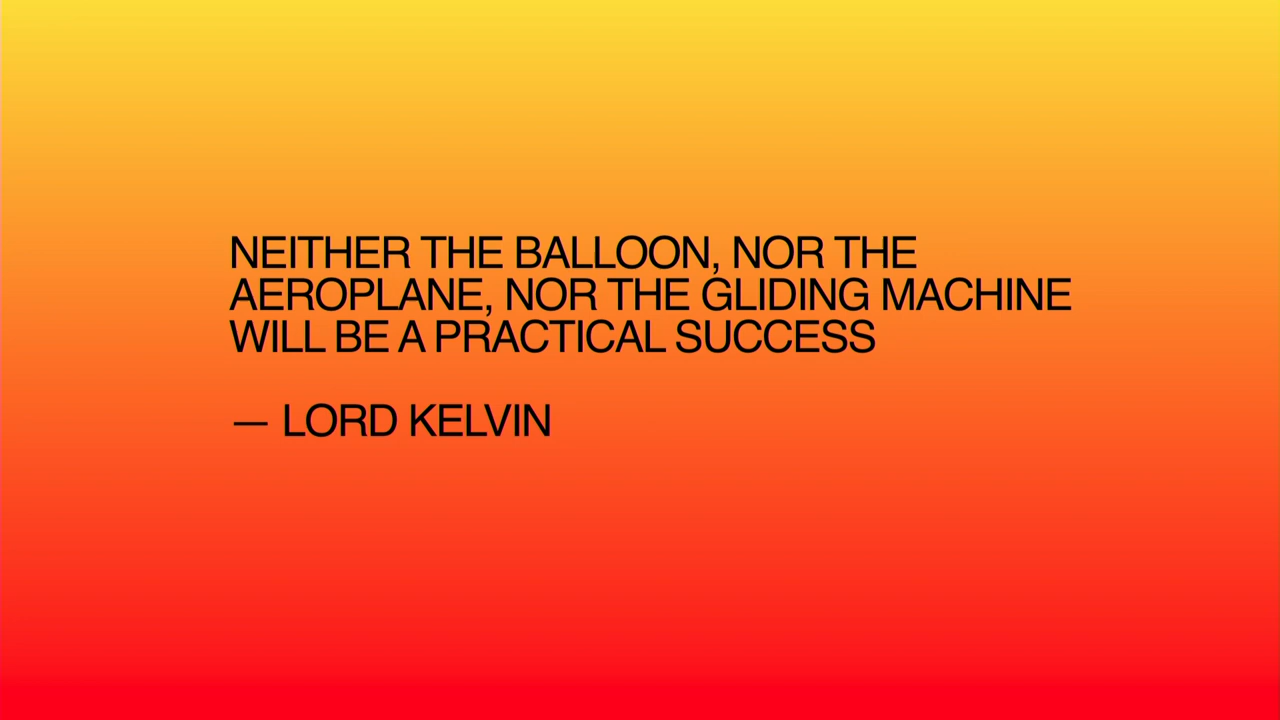 NEITHER THE BALLOON, NOR THE
AEROPLANE, NOR THE GLIDING MACHINE
WILL BE A PRACTICAL SUCCESS
— LORD KELVIN